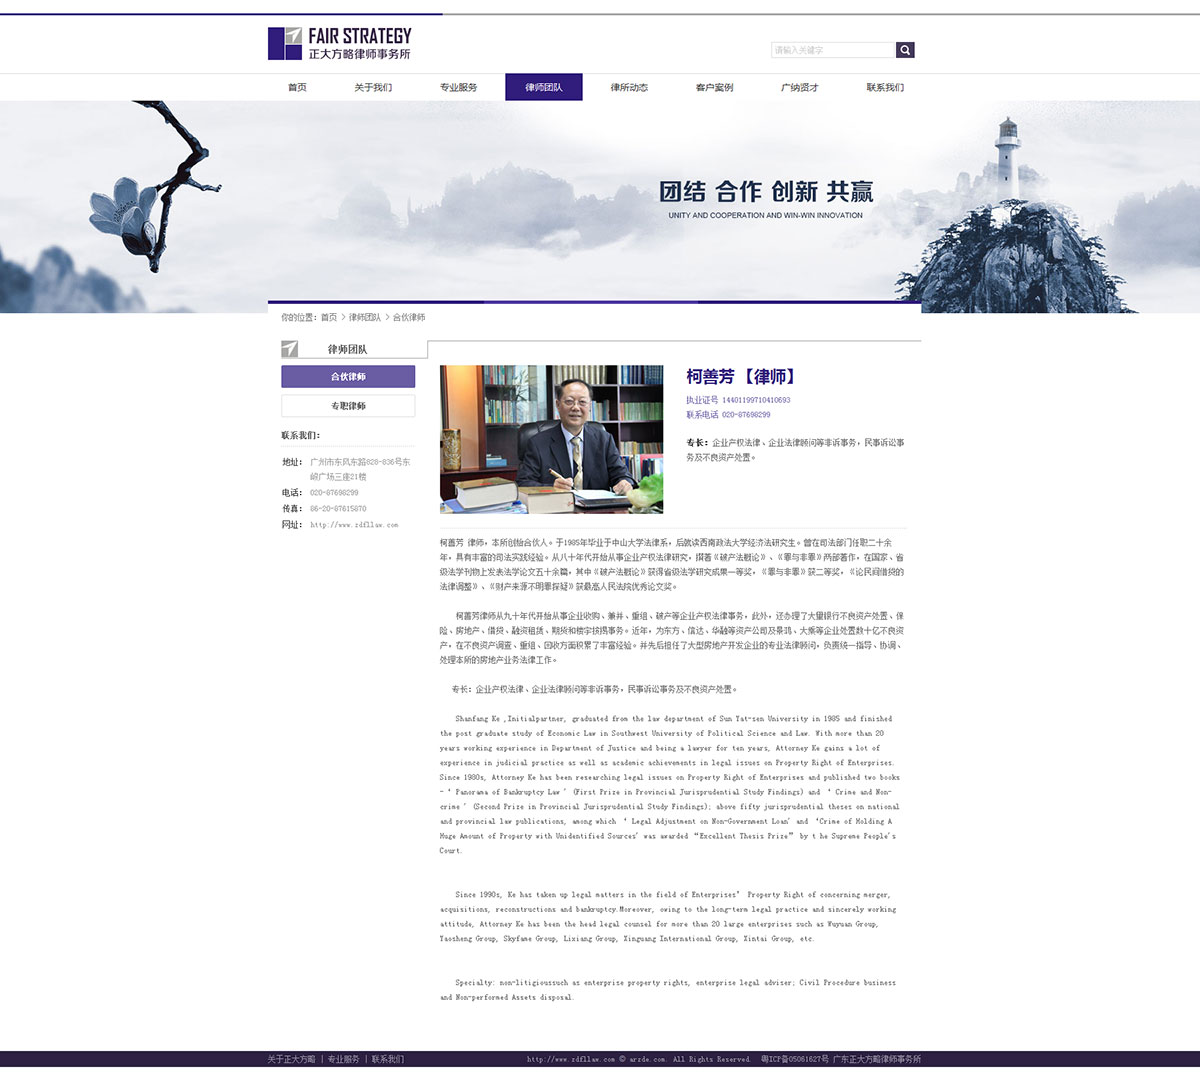 FAIR STRATEGY
正大方略律师事务所
请输入关键字
首页 关于我们 专业服务 律师团队 律所动态 客户案例 广纳贤才 联系我们
团结 合作 创新 共赢
UNITY AND COOPERATION AND WIN-WIN INNOVATION
你的位置：首页 > 律师团队 > 合伙律师
律师团队
合伙律师
专职律师
联系我们：
地址： 广州市东风东路828-836号东
峻广场三座21楼
电话： 020-87698299
传真： 86-20-87615870
网址： http://www.zdfllaw.com
柯善芳 【律师】
执业证号 14401199710410693
联系电话 020-87698299
专长：企业产权法律、企业法律顾问等非诉事务，民事诉讼事
务及不良资产处置。
柯善芳 律师，本所创始合伙人。于1985年毕业于中山大学法律系，后就读西南政法大学经济法研究生。曾在司法部门任职二十余
年，具有丰富的司法实践经验。从八十年代开始从事企业产权法律研究，撰著《破产法概论》、《罪与非罪》两部著作，在国家、省
级法学刊物上发表法学论文五十余篇，其中《破产法概论》获得省级法学研究成果一等奖，《罪与非罪》获二等奖，《论民间借贷的
法律调整》、《财产来源不明罪探疑》获最高人民法院优秀论文奖。
柯善芳律师从九十年代开始从事企业收购、兼并、重组、破产等企业产权法律事务，此外，还办理了大量银行不良资产处置、保
险、房地产、借贷、融资租赁、期货和楼宇按揭事务。近年，为东方、信达、华融等资产公司及景鸿、大乘等企业处置数十亿不良资
产，在不良资产调查、重组、回收方面积累了丰富经验。并先后担任了大型房地产开发企业的专业法律顾问，负责统一指导、协调、
处理本所的房地产业务法律工作。
专长：企业产权法律、企业法律顾问等非诉事务，民事诉讼事务及不良资产处置。
Shanfang Ke ,Initialpartner, graduated from the law department of Sun Yat-sen University in 1985 and finished
the post graduate study of Economic Law in Southwest University of Political Science and Law. With more than 20
years working experience in Department of Justice and being a lawyer for ten years, Attorney Ke gains a lot of
experience in judicial practice as well as academic achievements in legal issues on Property Right of Enterprises.
Since 1980s, Attorney Ke has been researching legal issues on Property Right of Enterprises and published two books
-‘ Panorama of Bankruptcy Law ’ (First Prize in Provincial Jurisprudential Study Findings) and ‘ Crime and Non-
crime ’ (Second Prize in Provincial Jurisprudential Study Findings); above fifty jurisprudential theses on national
and provincial law publications, among which ‘ Legal Adjustment on Non-Government Loan’ and ‘Crime of Holding A
Huge Amount of Property with Unidentified Sources’ was awarded “Excellent Thesis Prize” by t he Supreme People’s
Court.
Since 1990s, Ke has taken up legal matters in the field of Enterprises’ Property Right of concerning merger,
acquisitions, reconstructions and bankruptcy.Moreover, owing to the long-term legal practice and sincerely working
attitude, Attorney Ke has been the head legal counsel for more than 20 large enterprises such as Wuyuan Group,
Yaosheng Group, Skyfame Group, Lixiang Group, Xinguang International Group, Xintai Group, etc.
Specialty: non-litigioussuch as enterprise property rights, enterprise legal adviser; Civil Procedure business
and Non-performed Assets disposal.
关于正大方略 | 专业服务 | 联系我们
http://www.zdfllaw.com © arzde.com. All Rights Reserved. 粤ICP备05061627号 广东正大方略律师事务所